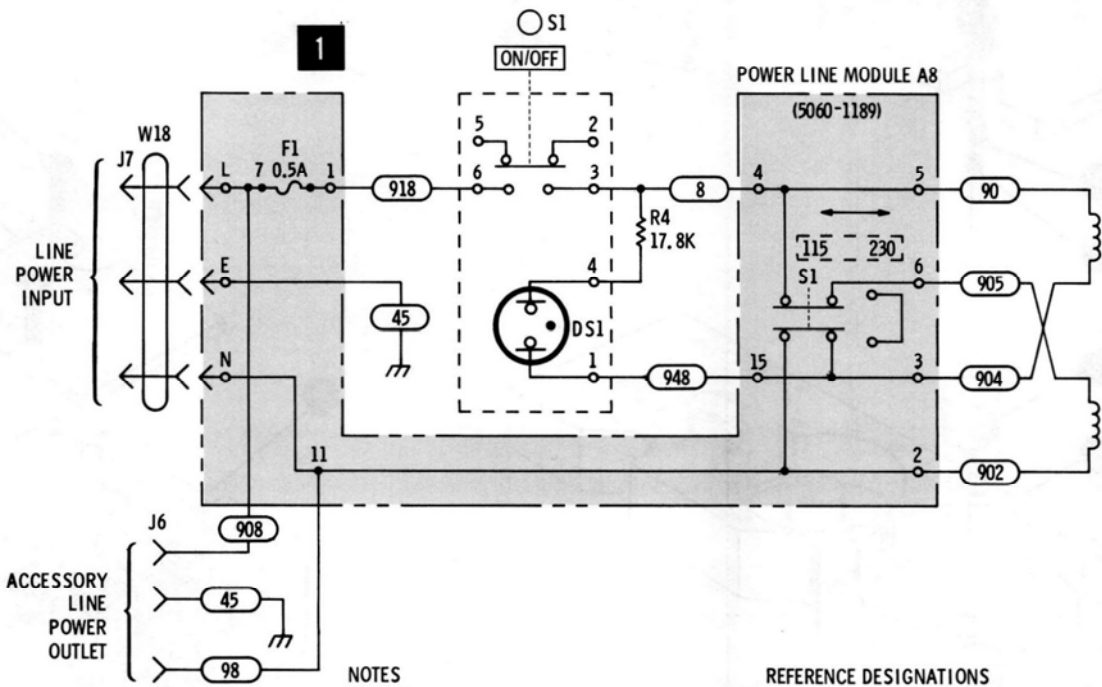 S1
1
ON/OFF
POWER LINE MODULE A8
(5060-1189)
W18
J7
L
7
F1
0.5A
1
918
5
2
6
3
8
4
5
90
R4
17.8K
115
230
LINE
POWER
INPUT
E
45
4
DS1
S1
6
905
N
1
948
15
3
904
11
2
902
J6
908
ACCESSORY
LINE
POWER
OUTLET
45
98
NOTES
REFERENCE DESIGNATIONS